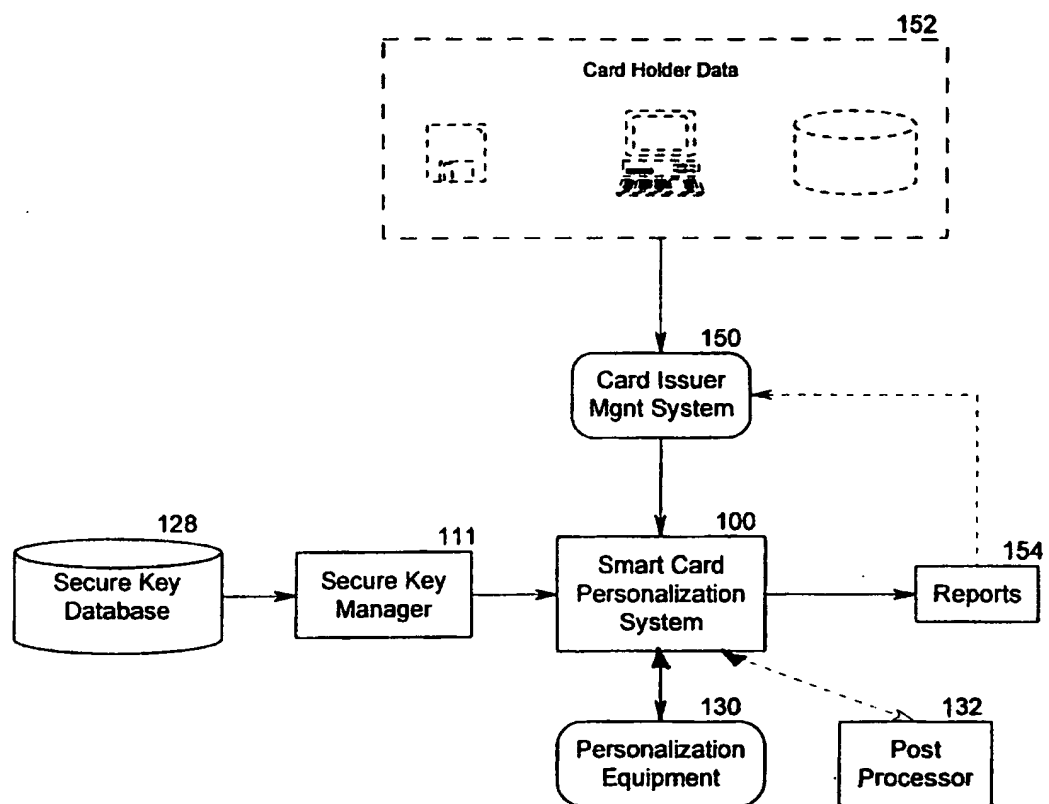 152
Card Holder Data
150
Card Issuer
Mgnt System
128
111
100
154
Secure Key
Database
Secure Key
Manager
Smart Card
Personalization
System
Reports
130
132
Personalization
Equipment
Post
Processor